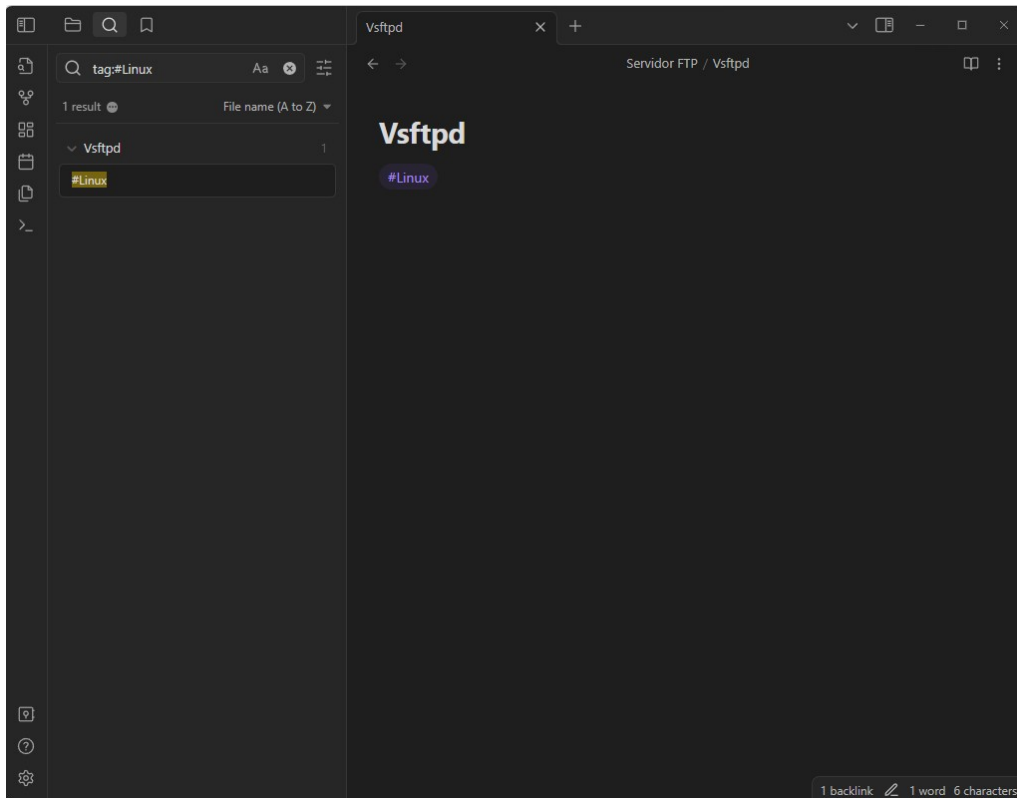 Vsftpd
tag:#Linux
Aa
Servidor FTP / Vsftpd
1 result
File name (A to Z)
Vsftpd
1
#Linux
Vsftpd
#Linux
1 backlink 1 word 6 characters